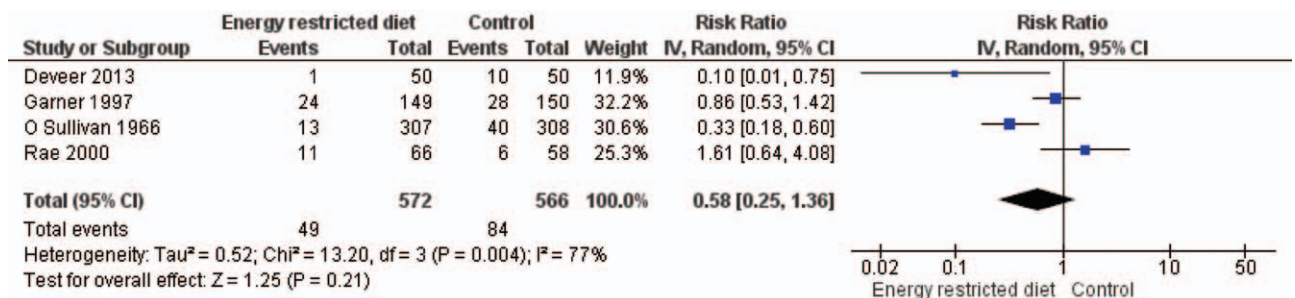 Energy restricted diet Control Risk Ratio Risk Ratio
Study or Subgroup Events Total Events Total Weight IV, Random, 95% CI IV, Random, 95% CI
Deveer 2013 1 50 10 50 11.9% 0.10 [0.01, 0.75]
Garner 1997 24 149 28 150 32.2% 0.86 [0.53, 1.42]
O Sullivan 1966 13 307 40 308 30.6% 0.33 [0.18, 0.60]
Rae 2000 11 66 6 58 25.3% 1.61 [0.64, 4.08]
Total (95% CI) 572 566 100.0% 0.58 [0.25, 1.36]
Total events 49 84
Heterogeneity: Tau² = 0.52; Chi² = 13.20, df = 3 (P = 0.004); I² = 77%
Test for overall effect: Z = 1.25 (P = 0.21)
0.02 0.1 1 10 50
Energy restricted diet Control